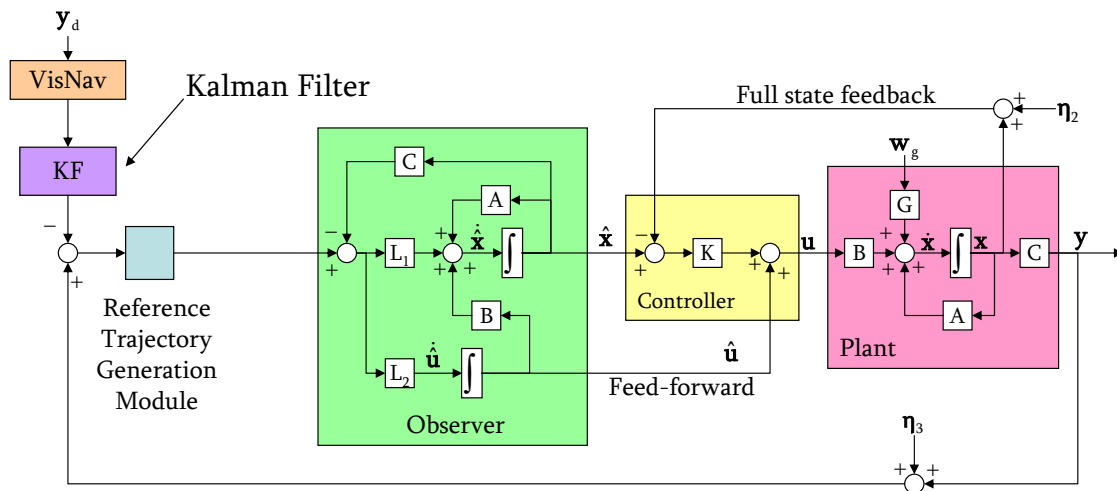 y_d
VisNav
Kalman Filter
KF
−
+
Reference
Trajectory
Generation
Module
C
A
−
+
L₁
+
+
+
ẋ̂
∫
B
L₂
u̇̂
∫
Observer
x̂
Full state feedback
−
+
K
+
+
Controller
û
Feed-forward
u
+
+
η₂
w_g
G
B
+
+
+
ẋ
∫
x
C
A
Plant
y
η₃
+
+